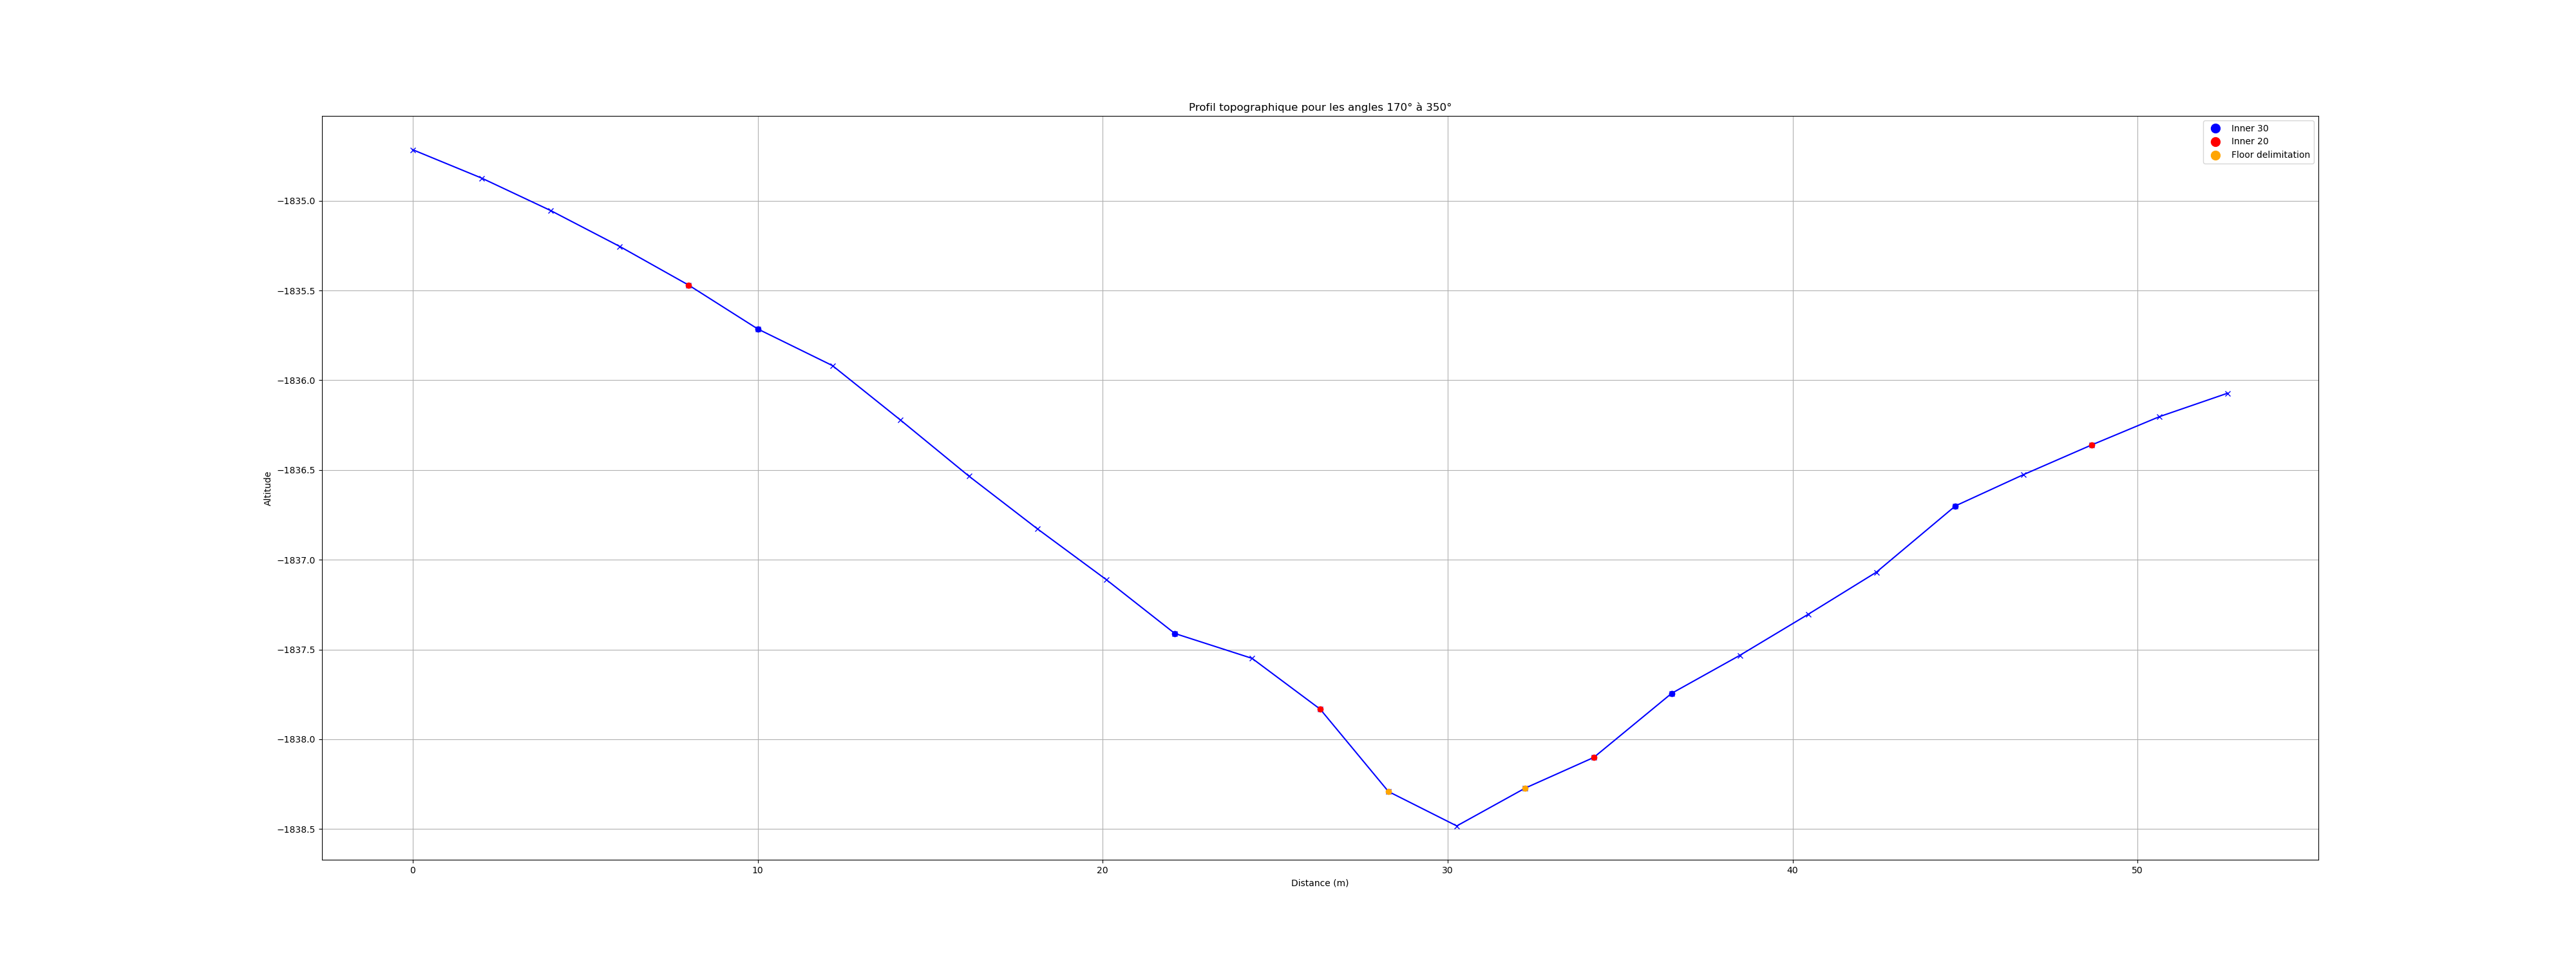 Profil topographique pour les angles 170° à 350°
Inner 30
Inner 20
Floor delimitation
Altitude
−1835.0
−1835.5
−1836.0
−1836.5
−1837.0
−1837.5
−1838.0
−1838.5
0 10 20 30 40 50
Distance (m)